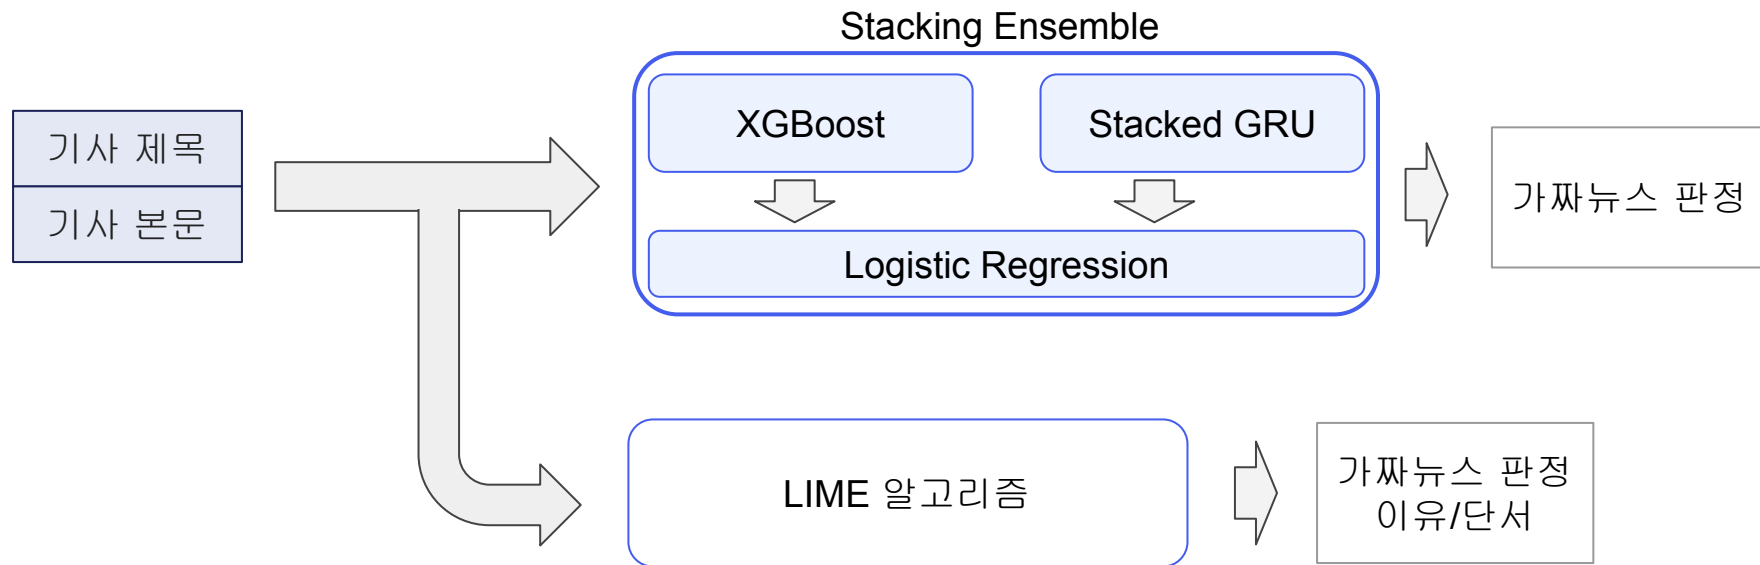 Stacking Ensemble
기사 제목
기사 본문
XGBoost
Stacked GRU
Logistic Regression
가짜뉴스 판정
LIME 알고리즘
가짜뉴스 판정
이유/단서